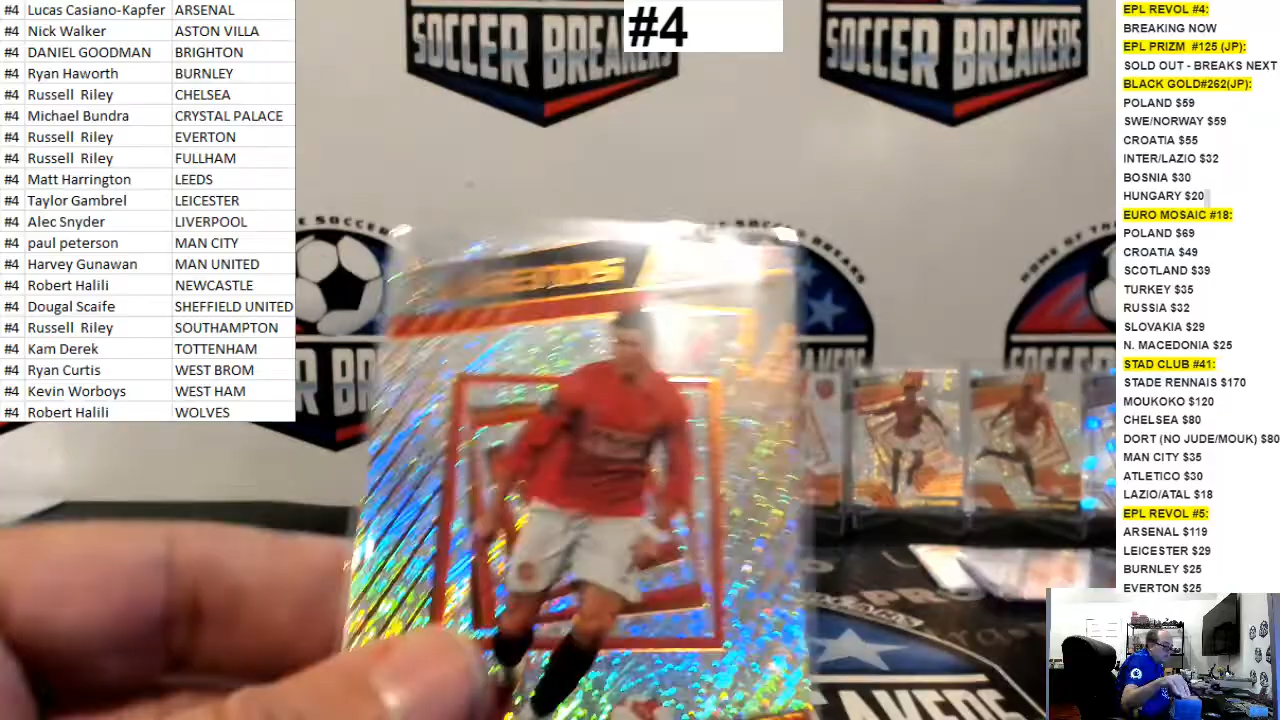 #4 Lucas Casiano-Kapfer ARSENAL
#4 Nick Walker ASTON VILLA
#4 DANIEL GOODMAN BRIGHTON
#4 Ryan Haworth BURNLEY
#4 Russell Riley CHELSEA
#4 Michael Bundra CRYSTAL PALACE
#4 Russell Riley EVERTON
#4 Russell Riley FULLHAM
#4 Matt Harrington LEEDS
#4 Taylor Gambrel LEICESTER
#4 Alec Snyder LIVERPOOL
#4 paul peterson MAN CITY
#4 Harvey Gunawan MAN UNITED
#4 Robert Halili NEWCASTLE
#4 Dougal Scaife SHEFFIELD UNITED
#4 Russell Riley SOUTHAMPTON
#4 Kam Derek TOTTENHAM
#4 Ryan Curtis WEST BROM
#4 Kevin Worboys WEST HAM
#4 Robert Halili WOLVES
#4
SOCCER BREAKERS
SOCCER BREAKERS
SOCCER
HOME OF THE
BREAKERS
EPL REVOL #4:
BREAKING NOW
EPL PRIZM #125 (JP):
SOLD OUT - BREAKS NEXT
BLACK GOLD#262(JP):
POLAND $59
SWE/NORWAY $59
CROATIA $55
INTER/LAZIO $32
BOSNIA $30
HUNGARY $20
EURO MOSAIC #18:
POLAND $69
CROATIA $49
SCOTLAND $39
TURKEY $35
RUSSIA $32
SLOVAKIA $29
N. MACEDONIA $25
STAD CLUB #41:
STADE RENNAIS $170
MOUKOKO $120
CHELSEA $80
DORT (NO JUDE/MOUK) $80
MAN CITY $35
ATLETICO $30
LAZIO/ATAL $18
EPL REVOL #5:
ARSENAL $119
LEICESTER $29
BURNLEY $25
EVERTON $25